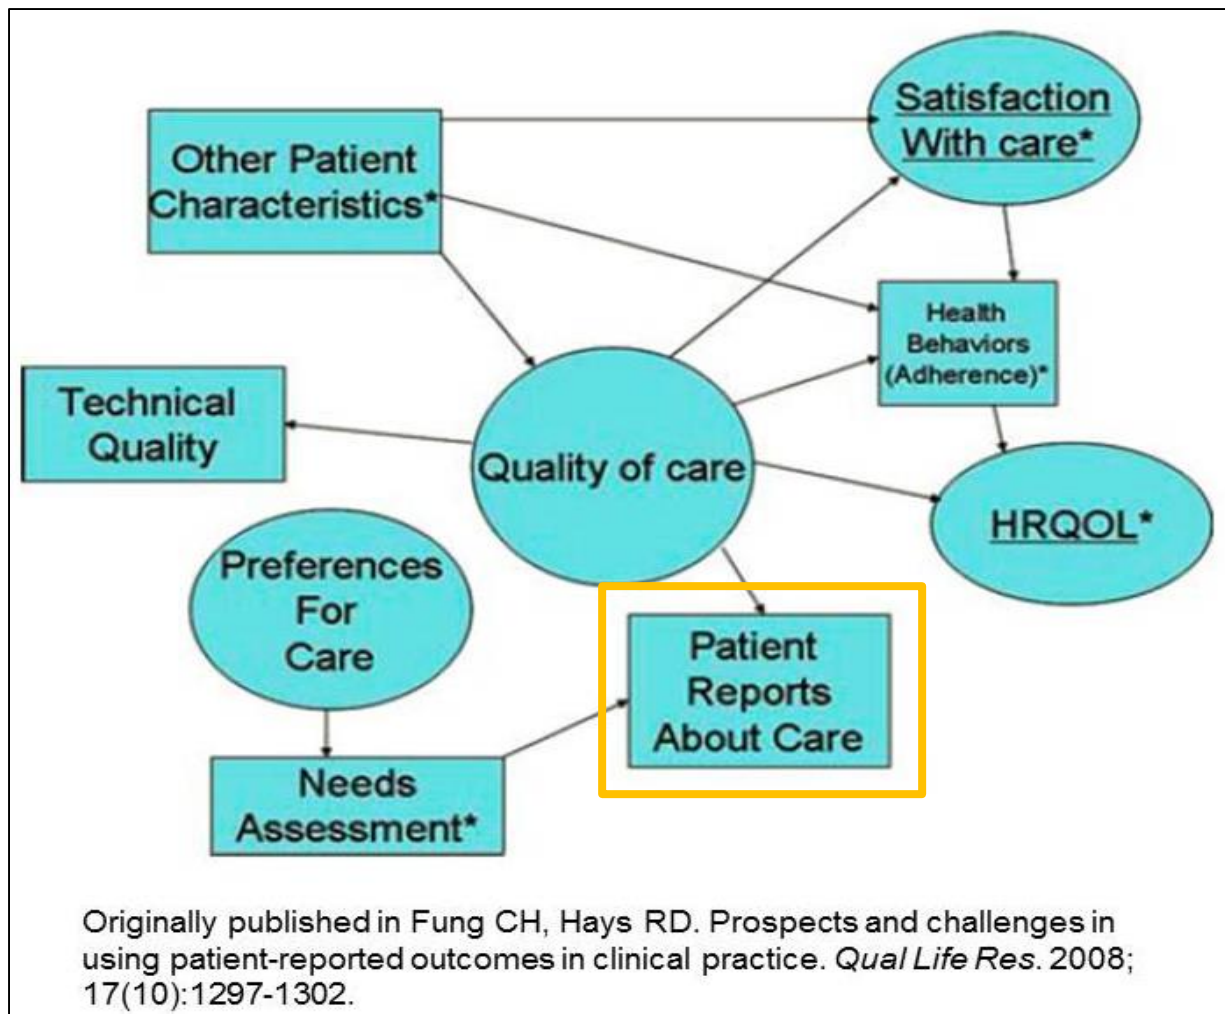 Satisfaction
With care*
Other Patient
Characteristics*
Health
Behaviors
(Adherence)*
Technical
Quality
Quality of care
HRQOL*
Preferences
For
Care
Patient
Reports
About Care
Needs
Assessment*
Originally published in Fung CH, Hays RD. Prospects and challenges in
using patient-reported outcomes in clinical practice. Qual Life Res. 2008;
17(10):1297-1302.